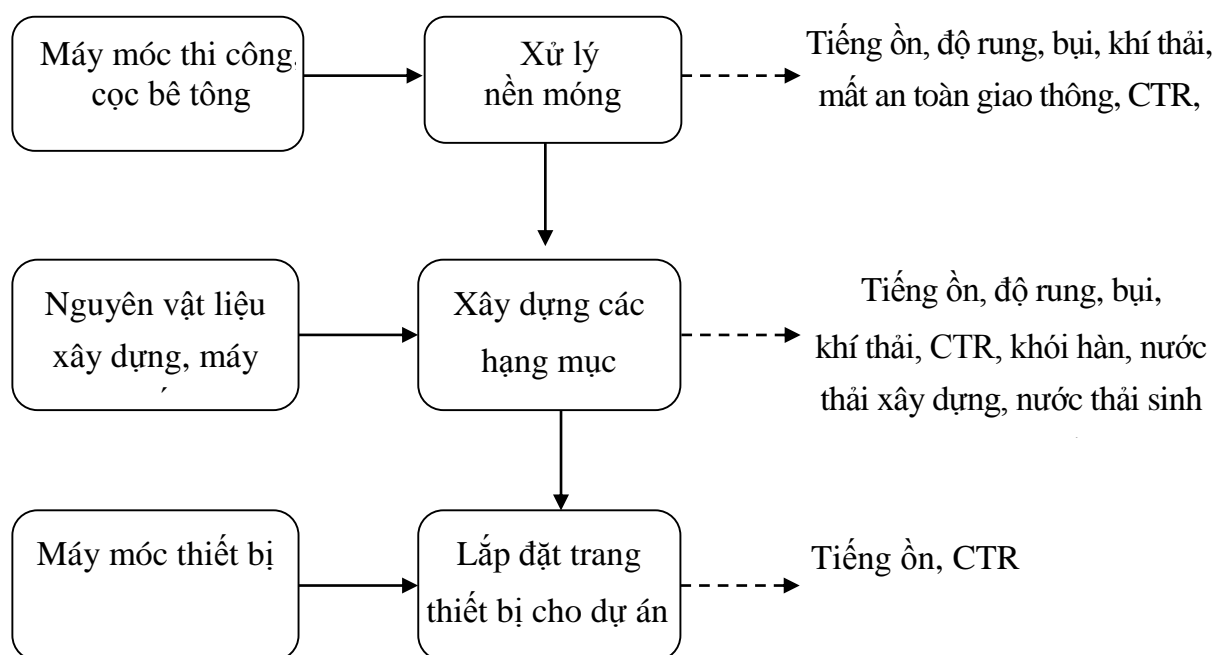 Máy móc thi công,
cọc bê tông
Xử lý
nền móng
Tiếng ồn, độ rung, bụi, khí thải,
mất an toàn giao thông, CTR,
Nguyên vật liệu
xây dựng, máy
Xây dựng các
hạng mục
Tiếng ồn, độ rung, bụi,
khí thải, CTR, khói hàn, nước
thải xây dựng, nước thải sinh
Máy móc thiết bị
Lắp đặt trang
thiết bị cho dự án
Tiếng ồn, CTR